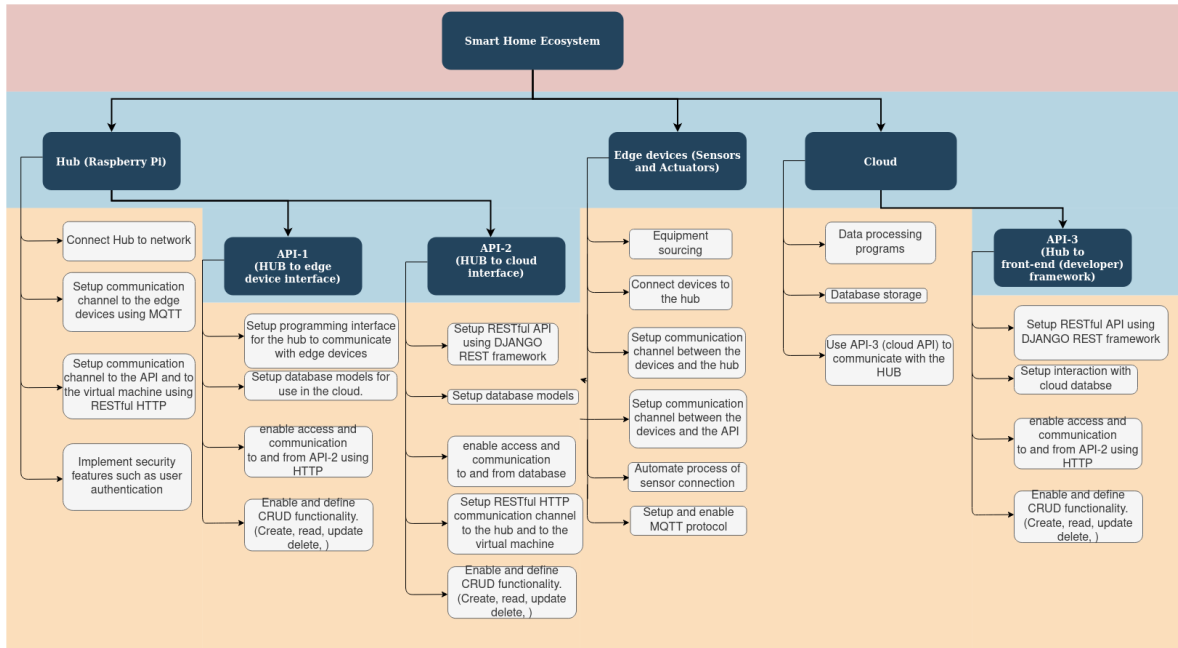 Smart Home Ecosystem
Hub (Raspberry Pi)
Edge devices (Sensors
and Actuators)
Cloud
Connect Hub to network
Setup communication
channel to the edge
devices using MQTT
Setup communication
channel to the API and to
the virtual machine using
RESTful HTTP
Implement security
features such as user
authentication
API-1
(HUB to edge
device interface)
Setup programming interface
for the hub to communicate
with edge devices
Setup database models for
use in the cloud.
enable access and
communication
to and from API-2 using
HTTP
Enable and define
CRUD functionality.
(Create, read, update
delete, )
API-2
(HUB to cloud
interface)
Setup RESTful API
using DJANGO
REST framework
Setup database models
enable access and
communication
to and from database
Setup RESTful HTTP
communication channel
to the hub and to the
virtual machine
Enable and define
CRUD functionality.
(Create, read, update
delete, )
Equipment
sourcing
Connect devices to
the hub
Setup communication
channel between the
devices and the hub
Setup communication
channel between the
devices and the API
Automate process of
sensor connection
Setup and enable
MQTT protocol
Data processing
programs
Database storage
Use API-3 (cloud API) to
communicate with the
HUB
API-3
(Hub to
front-end (developer)
framework)
Setup RESTful API using
DJANGO REST framework
Setup interaction with
cloud databse
enable access and
communication
to and from API-2 using
HTTP
Enable and define
CRUD functionality.
(Create, read, update
delete, )